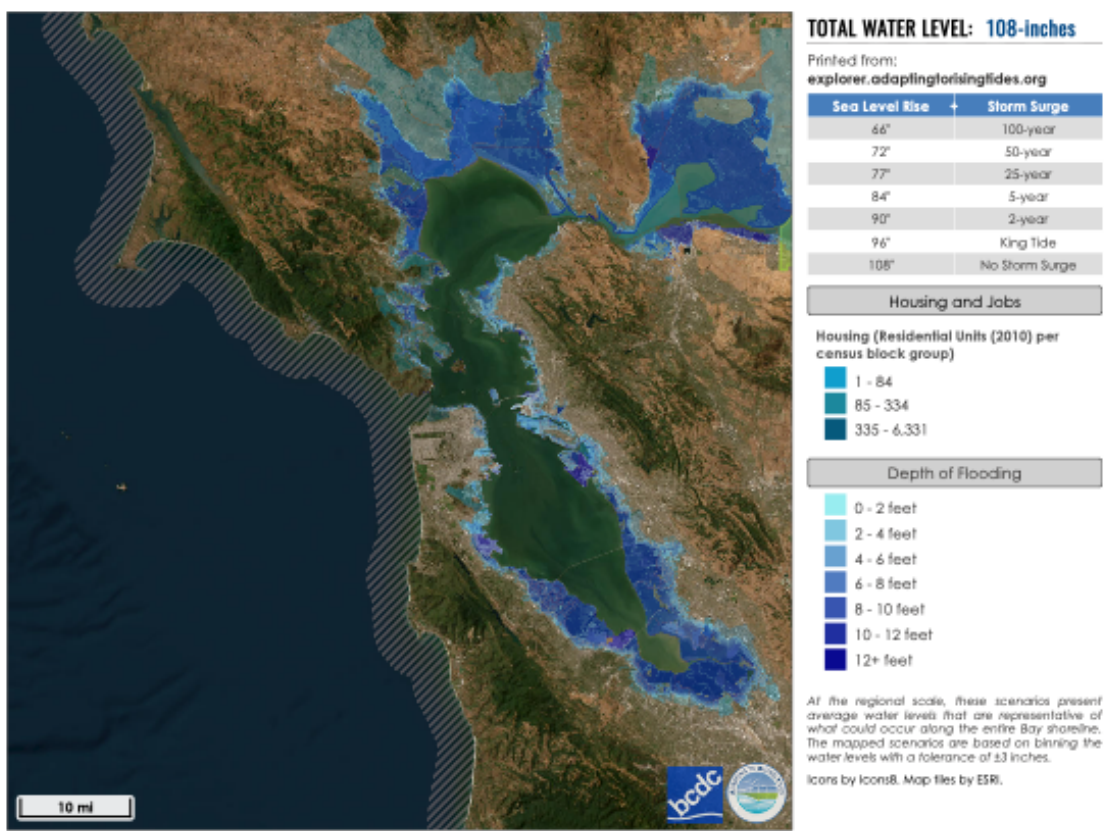 TOTAL WATER LEVEL: 108-inches
Printed from:
explorer.adaptingtorisingtides.org
Sea Level Rise + Storm Surge
66" 100-year
72" 50-year
77" 25-year
84" 5-year
90" 2-year
96" King Tide
108" No Storm Surge
Housing and Jobs
Housing (Residential Units (2010) per
census block group)
1 - 84
85 - 334
335 - 6,331
Depth of Flooding
0 - 2 feet
2 - 4 feet
4 - 6 feet
6 - 8 feet
8 - 10 feet
10 - 12 feet
12+ feet
At the regional scale, these scenarios present
average water levels that are representative of
what could occur along the entire Bay shoreline.
The mapped scenarios are based on binning the
water levels with a tolerance of ±3 inches.
Icons by Icons8. Map tiles by ESRI.
10 mi
bcdc